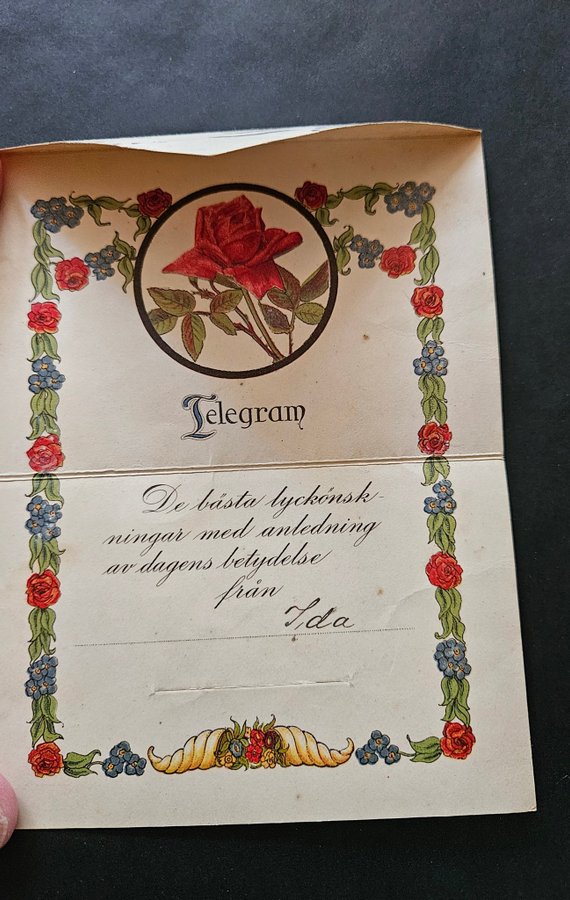 Telegram
De bästa lyckönsk-
ningar med anledning
av dagens betydelse
från
Ida